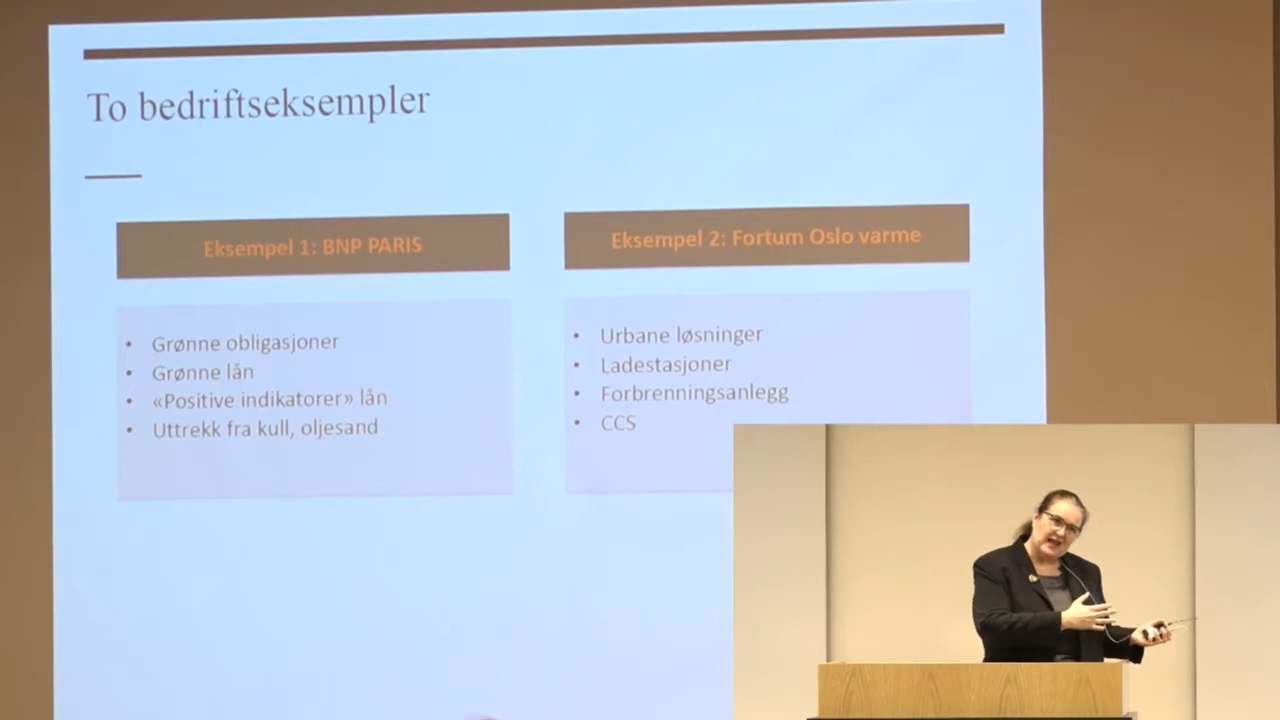 To bedriftseksempler
Eksempel 1: BNP PARIS
Grønne obligasjoner
Grønne lån
«Positive indikatorer» lån
Uttrekk fra kull, oljesand
Eksempel 2: Fortum Oslo varme
Urbane løsninger
Ladestasjoner
Forbrenningsanlegg
CCS